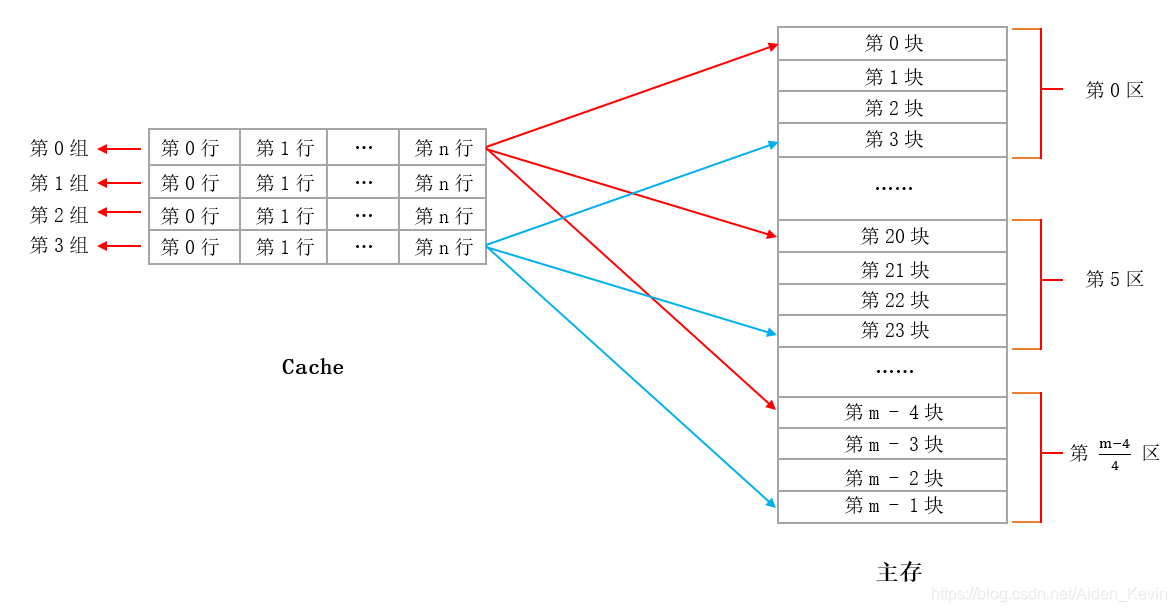 第 0 组 第 0 行 第 1 行 … 第 n 行
第 1 组 第 0 行 第 1 行 … 第 n 行
第 2 组 第 0 行 第 1 行 … 第 n 行
第 3 组 第 0 行 第 1 行 … 第 n 行
Cache
第 0 块
第 1 块
第 2 块
第 3 块
……
第 20 块
第 21 块
第 22 块
第 23 块
……
第 m - 4 块
第 m - 3 块
第 m - 2 块
第 m - 1 块
主存
第 0 区
第 5 区
第 m-4/4 区
https://blog.csdn.net/Aiden_Kevin